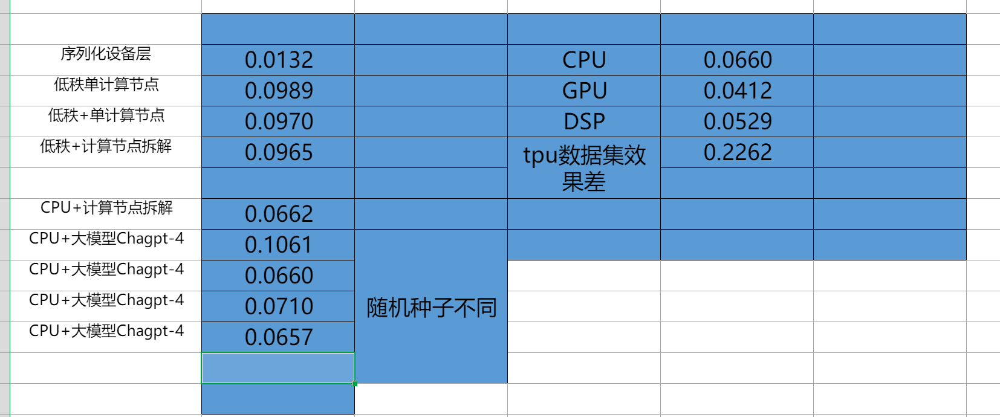 序列化设备层 0.0132 CPU 0.0660
低秩单计算节点 0.0989 GPU 0.0412
低秩+单计算节点 0.0970 DSP 0.0529
低秩+计算节点拆解 0.0965 tpu数据集效 0.2262
果差
CPU+计算节点拆解 0.0662
CPU+大模型Chagpt-4 0.1061
CPU+大模型Chagpt-4 0.0660
CPU+大模型Chagpt-4 0.0710 随机种子不同
CPU+大模型Chagpt-4 0.0657